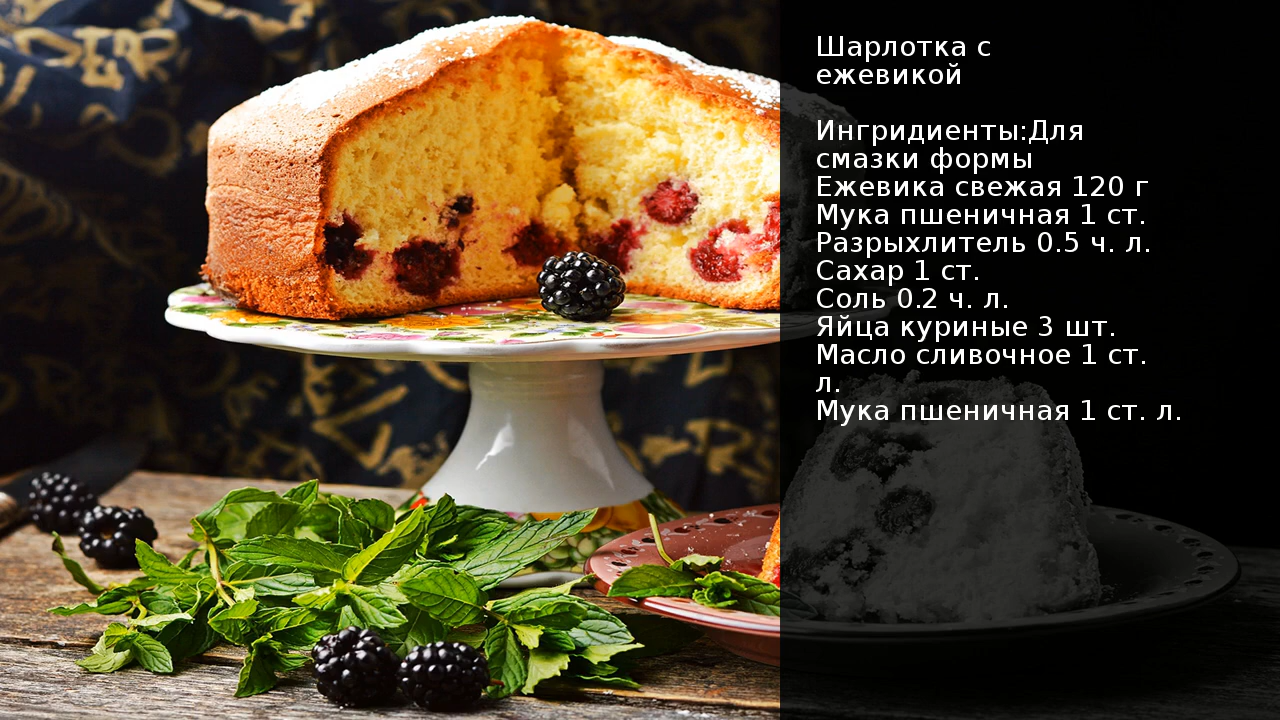 Шарлотка с
ежевикой
Ингридиенты:Для
смазки формы
Ежевика свежая 120 г
Мука пшеничная 1 ст.
Разрыхлитель 0.5 ч. л.
Сахар 1 ст.
Соль 0.2 ч. л.
Яйца куриные 3 шт.
Масло сливочное 1 ст.
л.
Мука пшеничная 1 ст. л.